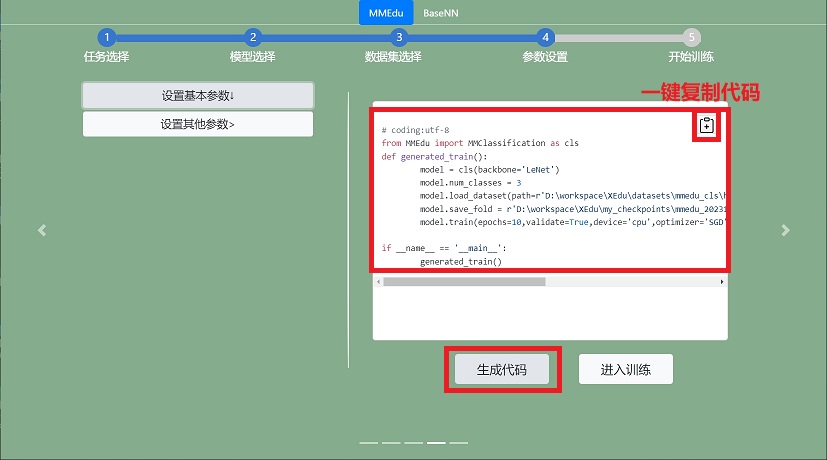 MMEdu BaseNN
1 2 3 4 5
任务选择 模型选择 数据集选择 参数设置 开始训练
设置基本参数↓
设置其他参数>
一键复制代码
# coding:utf-8
from MMEdu import MMClassification as cls
def generated_train():
model = cls(backbone='LeNet')
model.num_classes = 3
model.load_dataset(path=r'D:\workspace\XEdu\datasets\mmedu_cls\h
model.save_fold = r'D:\workspace\XEdu\my_checkpoints\mmedu_2023
model.train(epochs=10,validate=True,device='cpu',optimizer='SGD'
if __name__ == '__main__':
generated_train()
生成代码 进入训练